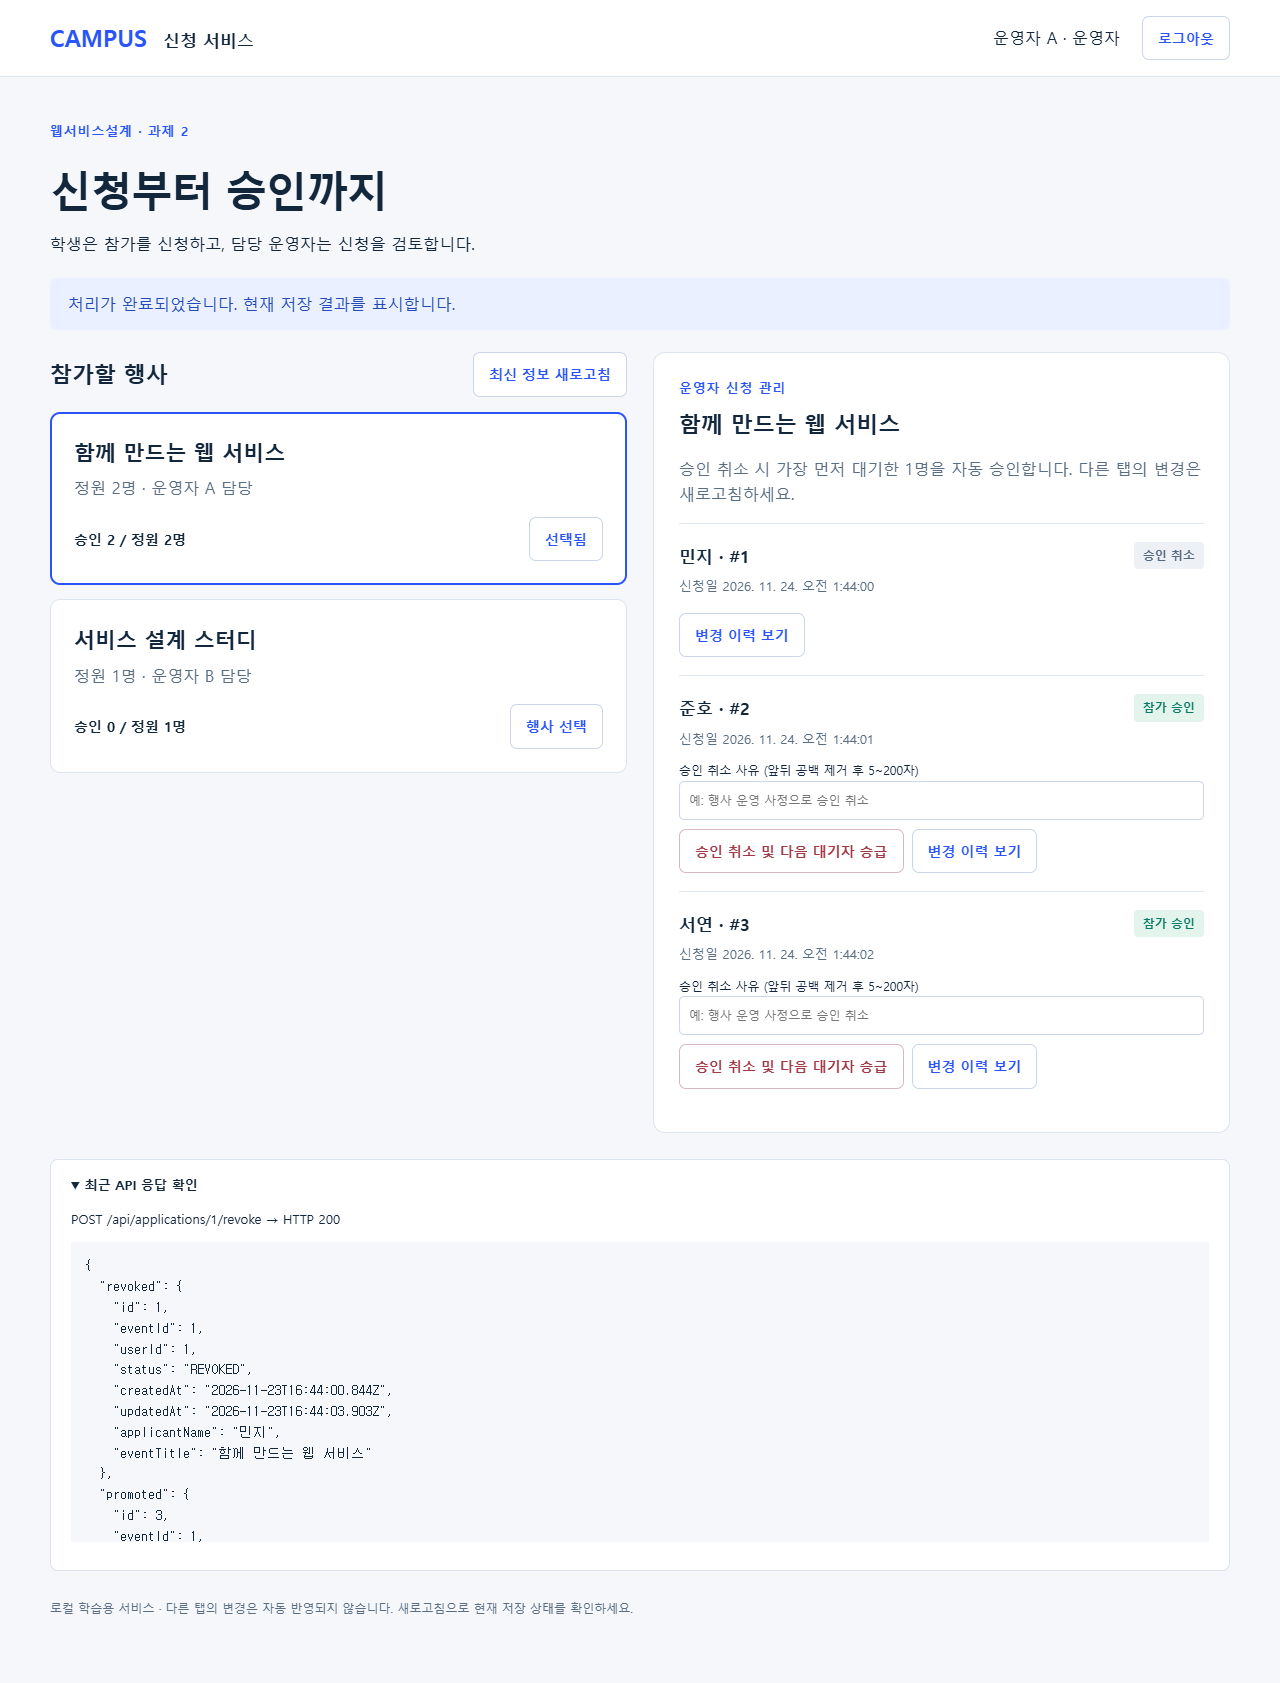 CAMPUS 신청 서비스
운영자 A · 운영자
로그아웃
웹서비스설계 · 과제 2
신청부터 승인까지
학생은 참가를 신청하고, 담당 운영자는 신청을 검토합니다.
처리가 완료되었습니다. 현재 저장 결과를 표시합니다.
참가할 행사
최신 정보 새로고침
함께 만드는 웹 서비스
정원 2명 · 운영자 A 담당
승인 2 / 정원 2명
선택됨
서비스 설계 스터디
정원 1명 · 운영자 B 담당
승인 0 / 정원 1명
행사 선택
운영자 신청 관리
함께 만드는 웹 서비스
승인 취소 시 가장 먼저 대기한 1명을 자동 승인합니다. 다른 탭의 변경은
새로고침하세요.
민지 · #1
승인 취소
신청일 2026. 11. 24. 오전 1:44:00
변경 이력 보기
준호 · #2
참가 승인
신청일 2026. 11. 24. 오전 1:44:01
승인 취소 사유 (앞뒤 공백 제거 후 5~200자)
예: 행사 운영 사정으로 승인 취소
승인 취소 및 다음 대기자 승급
변경 이력 보기
서연 · #3
참가 승인
신청일 2026. 11. 24. 오전 1:44:02
승인 취소 사유 (앞뒤 공백 제거 후 5~200자)
예: 행사 운영 사정으로 승인 취소
승인 취소 및 다음 대기자 승급
변경 이력 보기
▼ 최근 API 응답 확인
POST /api/applications/1/revoke → HTTP 200
{
"revoked": {
"id": 1,
"eventId": 1,
"userId": 1,
"status": "REVOKED",
"createdAt": "2026-11-23T16:44:00.844Z",
"updatedAt": "2026-11-23T16:44:03.903Z",
"applicantName": "민지",
"eventTitle": "함께 만드는 웹 서비스"
},
"promoted": {
"id": 3,
"eventId": 1,
로컬 학습용 서비스 · 다른 탭의 변경은 자동 반영되지 않습니다. 새로고침으로 현재 저장 상태를 확인하세요.